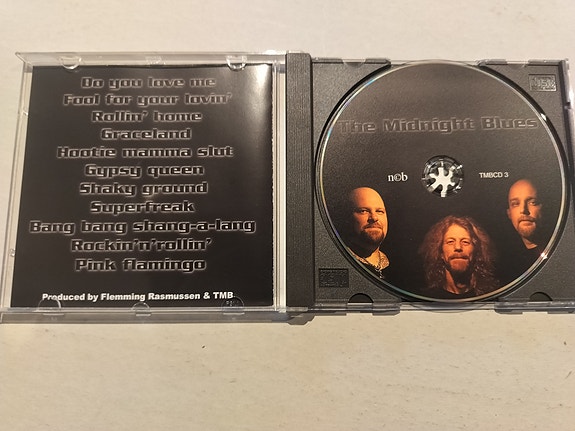 Do you love me
Fool for your lovin'
Rollin' home
Graceland
Hootie mamma slut
Gypsy queen
Shaky ground
Superfreak
Bang bang shang-a-lang
Rockin'n'rollin'
Pink flamingo
Produced by Flemming Rasmussen & TMB
The Midnight Blues
n©b
TMBCD 3